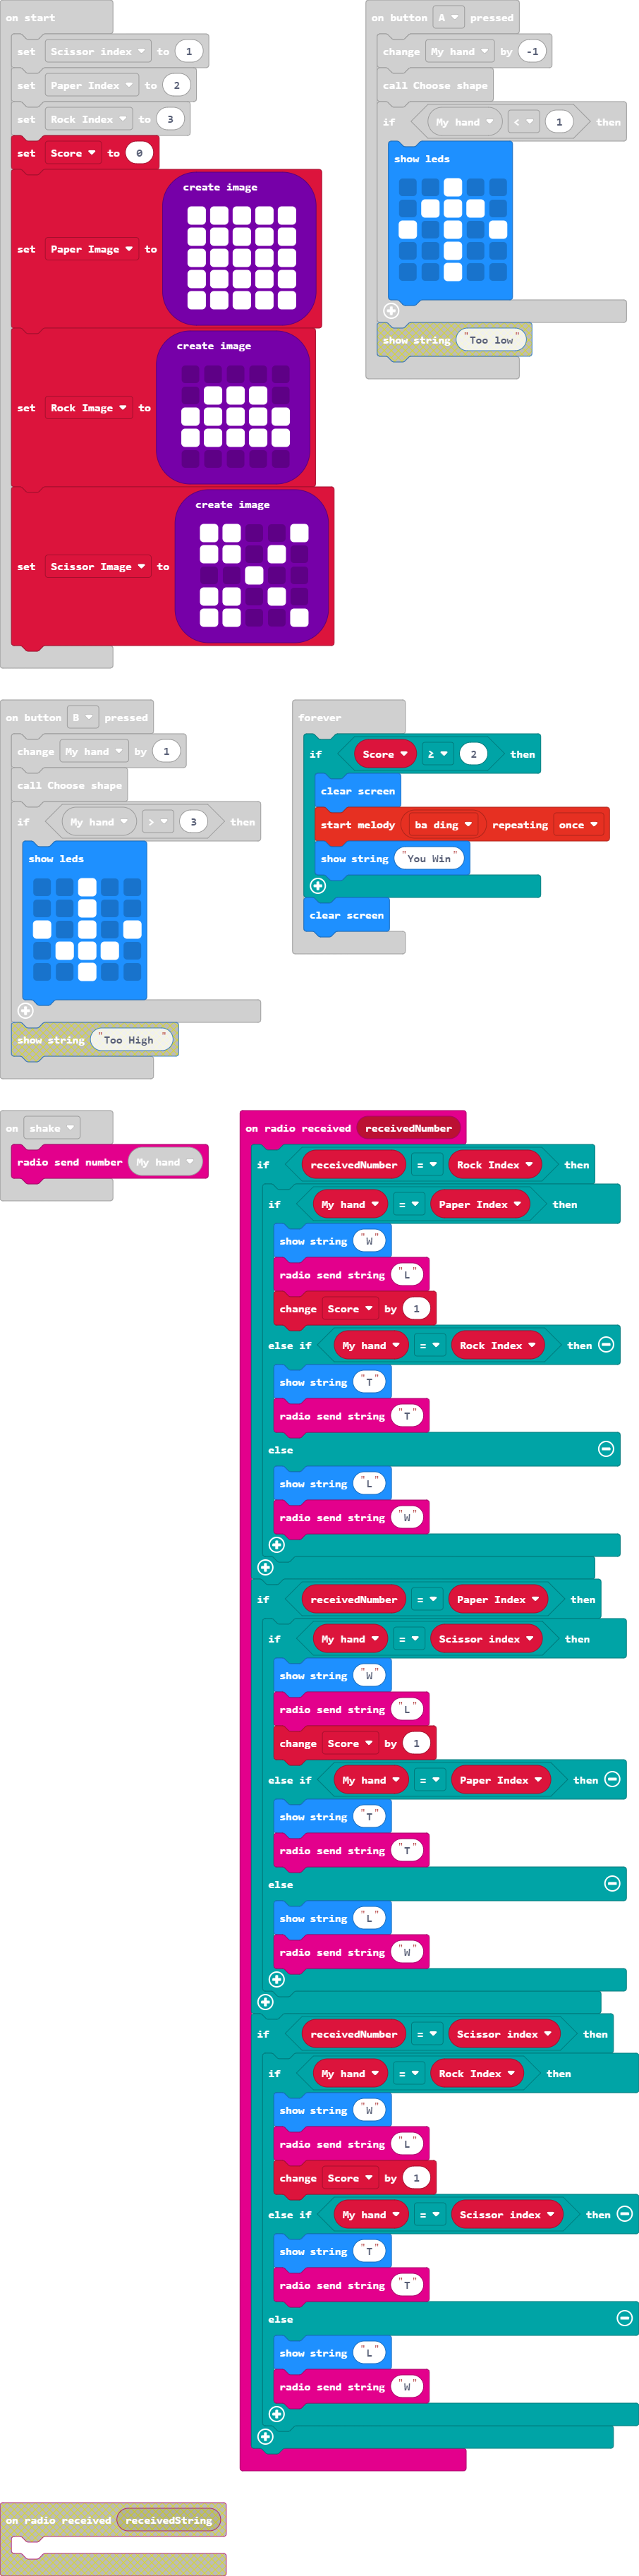 on start
set Scissor index to 1
set Paper Index to 2
set Rock Index to 3
set Score to 0
create image
set Paper Image to
create image
set Rock Image to
create image
set Scissor Image to
on button A pressed
change My hand by -1
call Choose shape
if My hand < 1 then
show leds
show string "Too low"
on button B pressed
change My hand by 1
call Choose shape
if My hand > 3 then
show leds
show string "Too High "
forever
if Score ≥ 2 then
clear screen
start melody ba ding repeating once
show string "You Win"
clear screen
on shake
radio send number My hand
on radio received receivedNumber
if receivedNumber = Rock Index then
if My hand = Paper Index then
show string "W"
radio send string "L"
change Score by 1
else if My hand = Rock Index then
show string "T"
radio send string "T"
else
show string "L"
radio send string "W"
if receivedNumber = Paper Index then
if My hand = Scissor index then
show string "W"
radio send string "L"
change Score by 1
else if My hand = Paper Index then
show string "T"
radio send string "T"
else
show string "L"
radio send string "W"
if receivedNumber = Scissor index then
if My hand = Rock Index then
show string "W"
radio send string "L"
change Score by 1
else if My hand = Scissor index then
show string "T"
radio send string "T"
else
show string "L"
radio send string "W"
on radio received receivedString